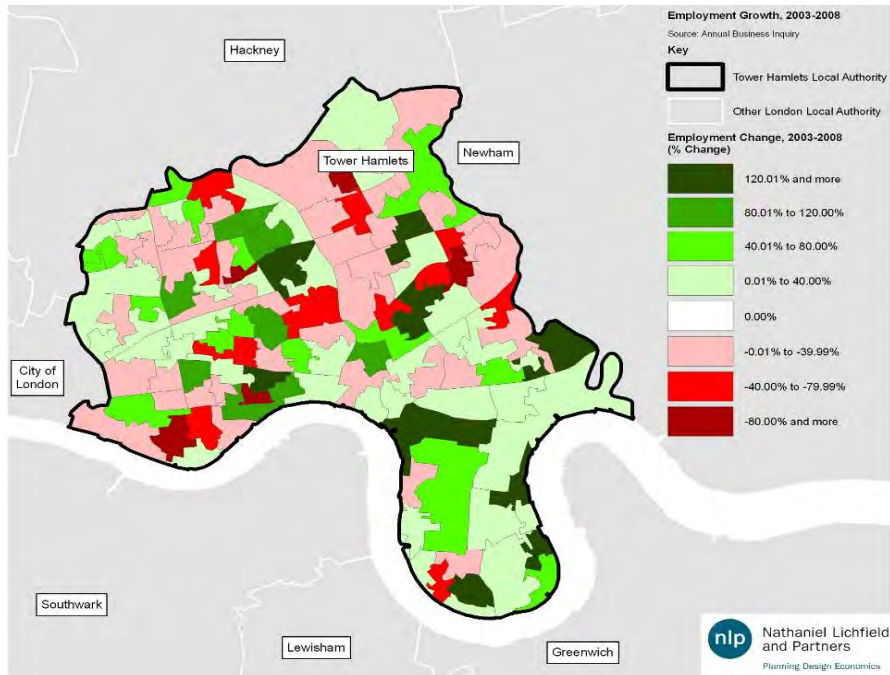 Employment Growth, 2003-2008
Source: Annual Business Inquiry
Key
Tower Hamlets Local Authority
Other London Local Authority
Employment Change, 2003-2008
(% Change)
120.01% and more
80.01% to 120.00%
40.01% to 80.00%
0.01% to 40.00%
0.00%
-0.01% to -39.99%
-40.00% to -79.99%
-80.00% and more
Hackney
Tower Hamlets
Newham
City of
London
Southwark
Lewisham
Greenwich
nlp
Nathaniel Lichfield
and Partners
Planning Design Economics